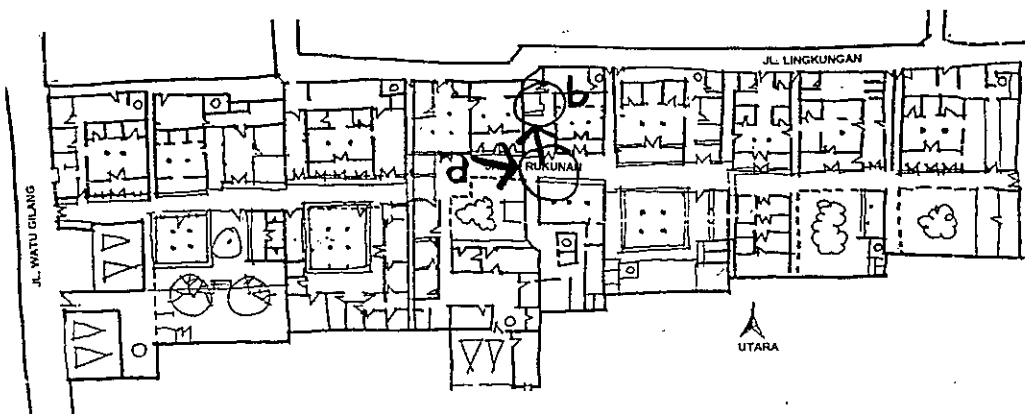 JL. LINGKUNGAN
b
a
RUKUNAN
JL. WATU GILANG
UTARA